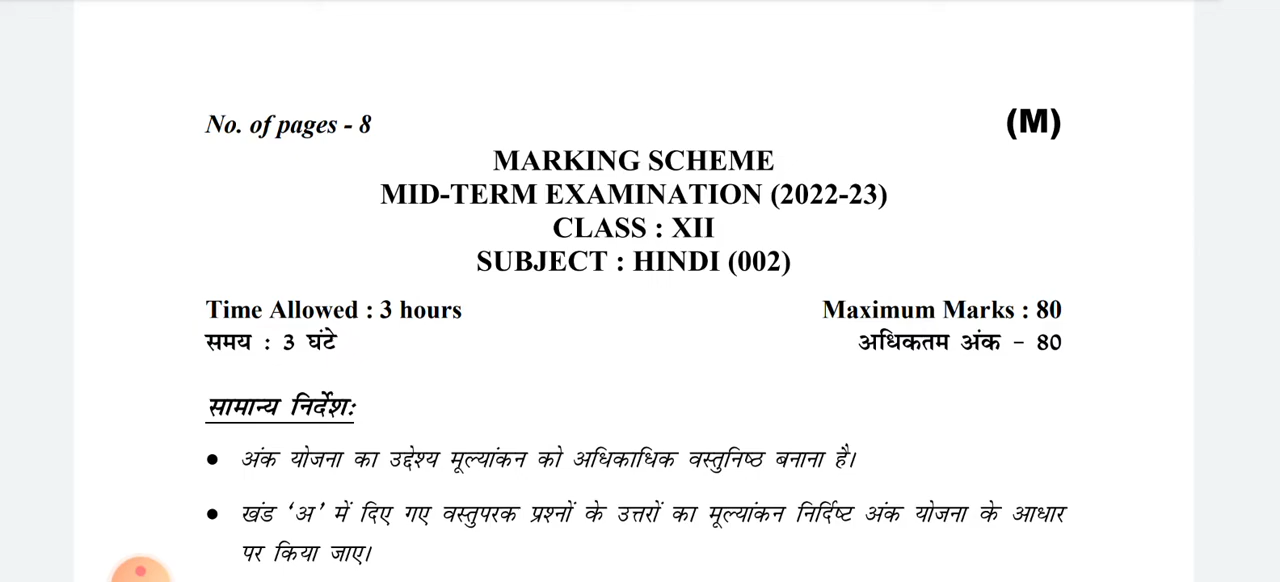 No. of pages - 8
(M)
MARKING SCHEME
MID-TERM EXAMINATION (2022-23)
CLASS : XII
SUBJECT : HINDI (002)
Time Allowed : 3 hours
Maximum Marks : 80
समय : 3 घंटे
अधिकतम अंक - 80
सामान्य निर्देश:
• अंक योजना का उद्देश्य मूल्यांकन को अधिकाधिक वस्तुनिष्ठ बनाना है।
• खंड ‘अ’ में दिए गए वस्तुपरक प्रश्नों के उत्तरों का मूल्यांकन निर्दिष्ट अंक योजना के आधार
पर किया जाए।